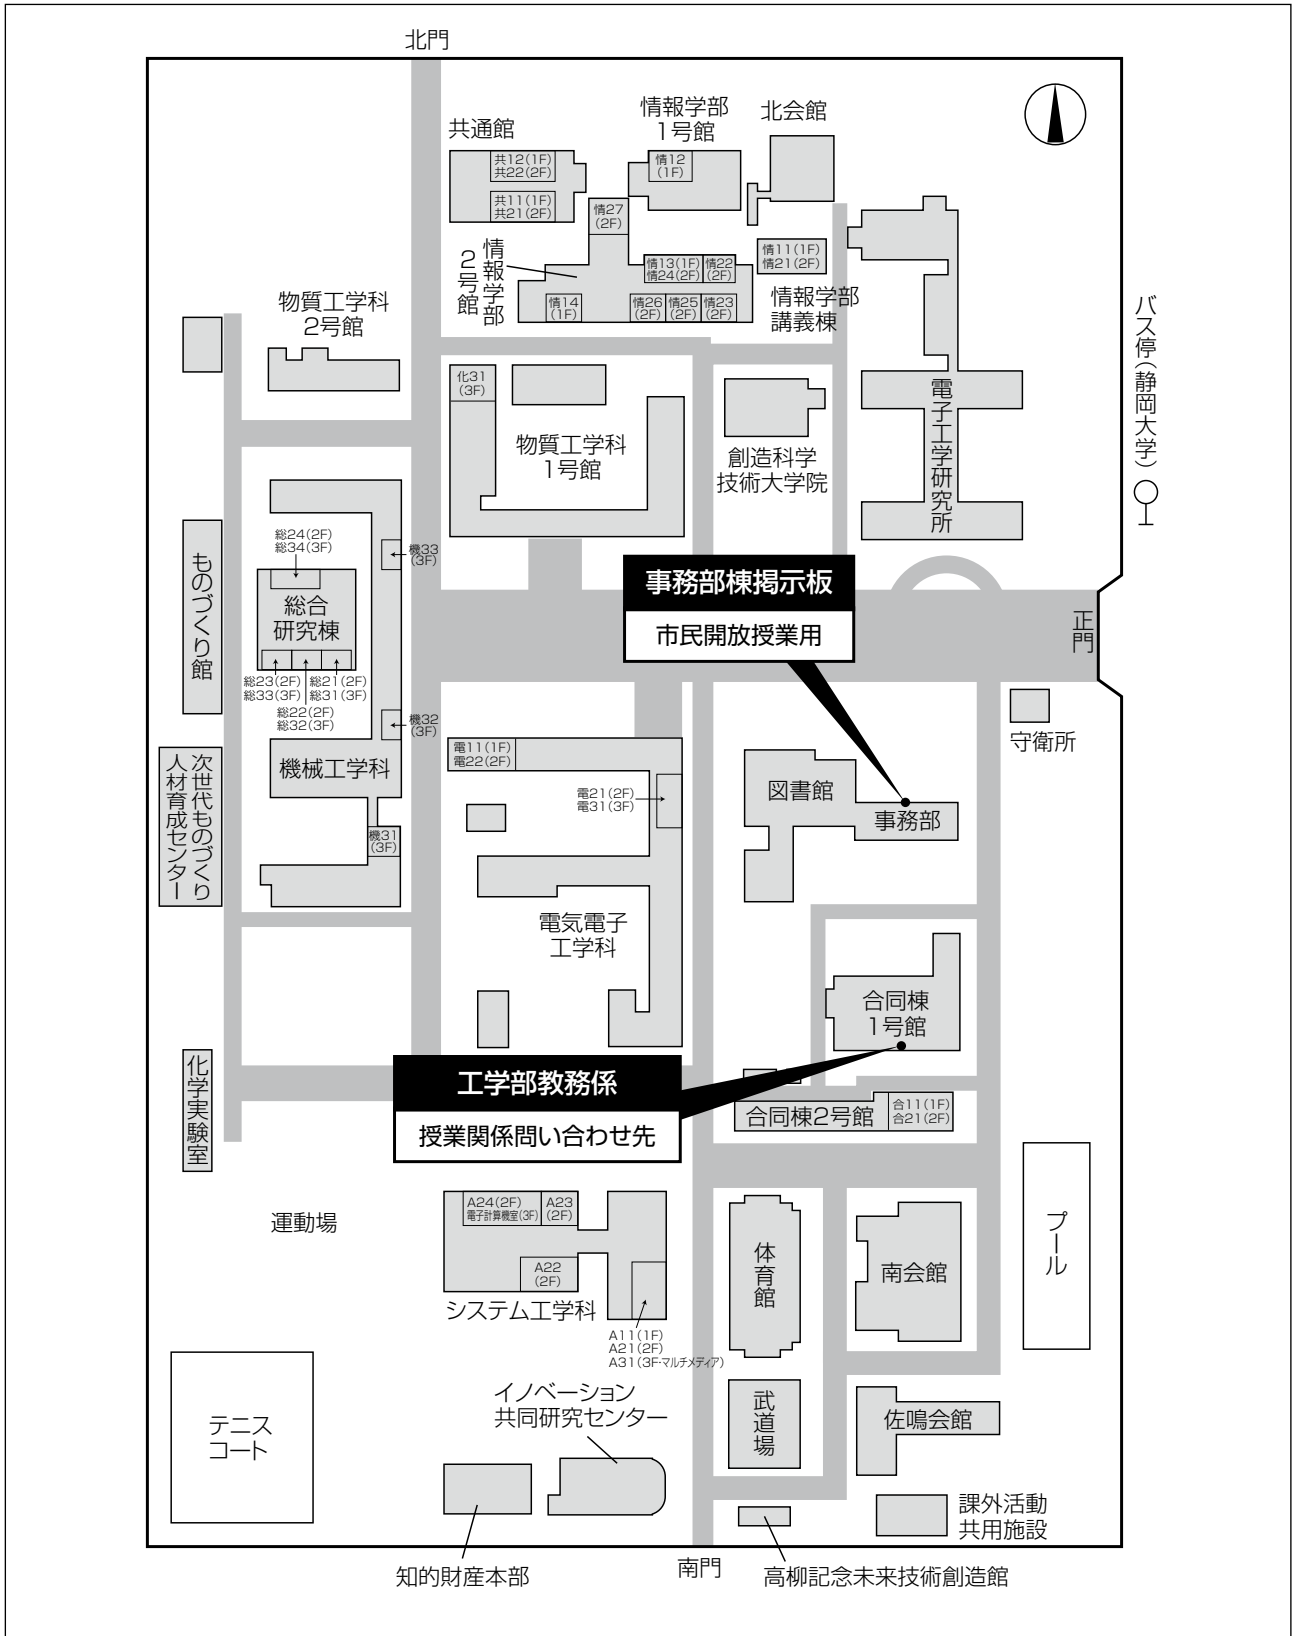 北門
共通館
情報学部
1号館
北会館
共12(1F)
共22(2F)
共11(1F)
共21(2F)
情12
(1F)
情27
(2F)
情報学部
2号館
情13(1F)
情24(2F)
情22
(2F)
情11(1F)
情21(2F)
情14
(1F)
情26
(2F)
情25
(2F)
情23
(2F)
情報学部
講義棟
物質工学科
2号館
バス停(静岡大学)
化31
(3F)
物質工学科
1号館
創造科学
技術大学院
電子工学研究所
総24(2F)
総34(3F)
機33
(3F)
ものづくり館
総合
研究棟
事務部棟掲示板
市民開放授業用
正門
総23(2F)
総33(3F)
総21(2F)
総31(3F)
総22(2F)
総32(3F)
機32
(3F)
守衛所
機械工学科
電11(1F)
電22(2F)
電21(2F)
電31(3F)
図書館
事務部
次世代ものづくり
人材育成センター
機31
(3F)
電気電子
工学科
合同棟
1号館
化学実験室
工学部教務係
授業関係問い合わせ先
合同棟2号館
合11(1F)
合21(2F)
運動場
A24(2F)
電子計算機室(3F)
A23
(2F)
A22
(2F)
システム工学科
A11(1F)
A21(2F)
A31(3F・マルチメディア)
体育館
南会館
プール
テニス
コート
イノベーション
共同研究センター
武道場
佐鳴会館
課外活動
共用施設
知的財産本部
南門
高柳記念未来技術創造館